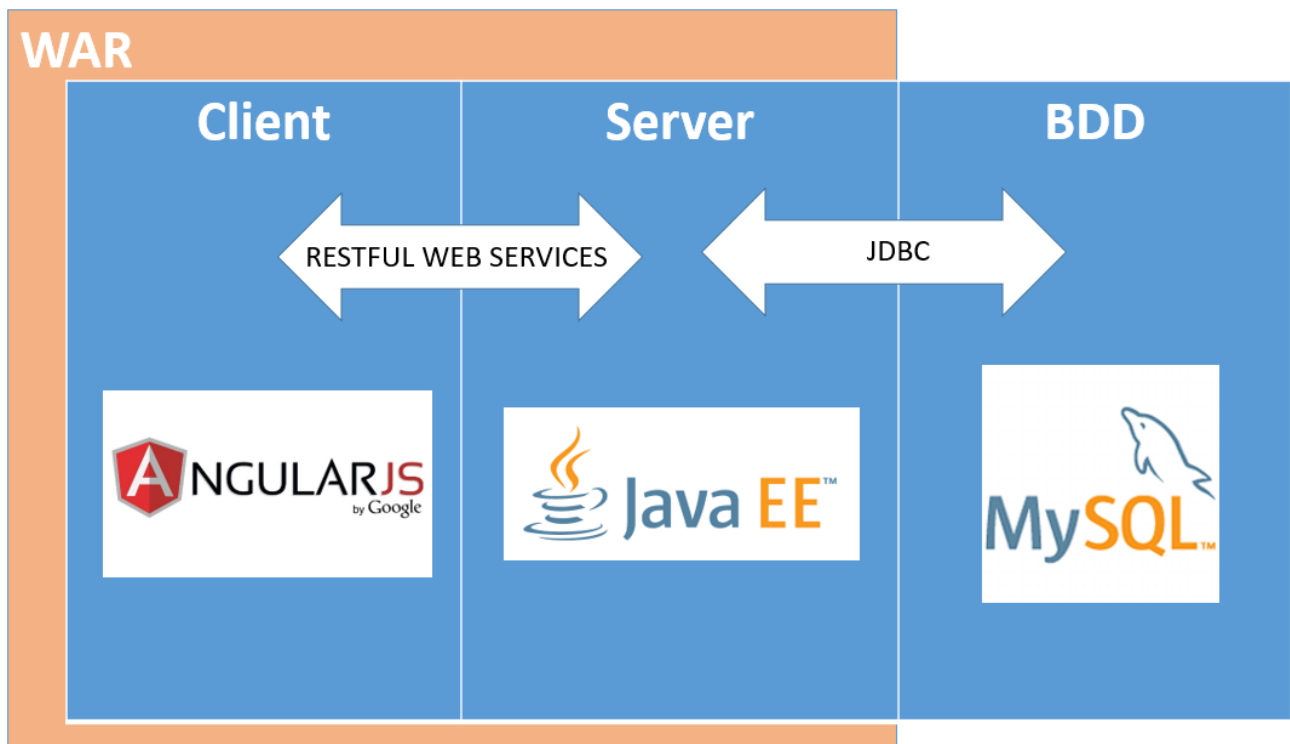 WAR
Client
Server
BDD
RESTFUL WEB SERVICES
JDBC
ANGULARJS
by Google
Java EE™
MySQL™